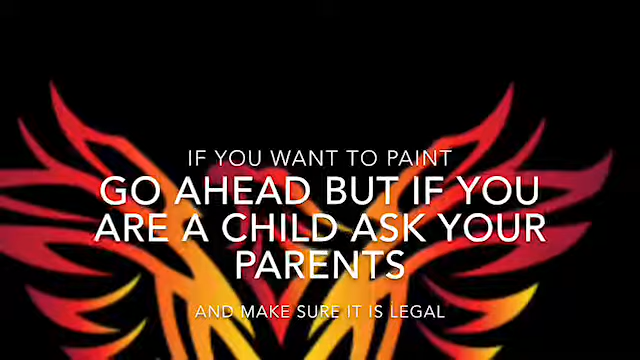 IF YOU WANT TO PAINT
GO AHEAD BUT IF YOU
ARE A CHILD ASK YOUR
PARENTS
AND MAKE SURE IT IS LEGAL